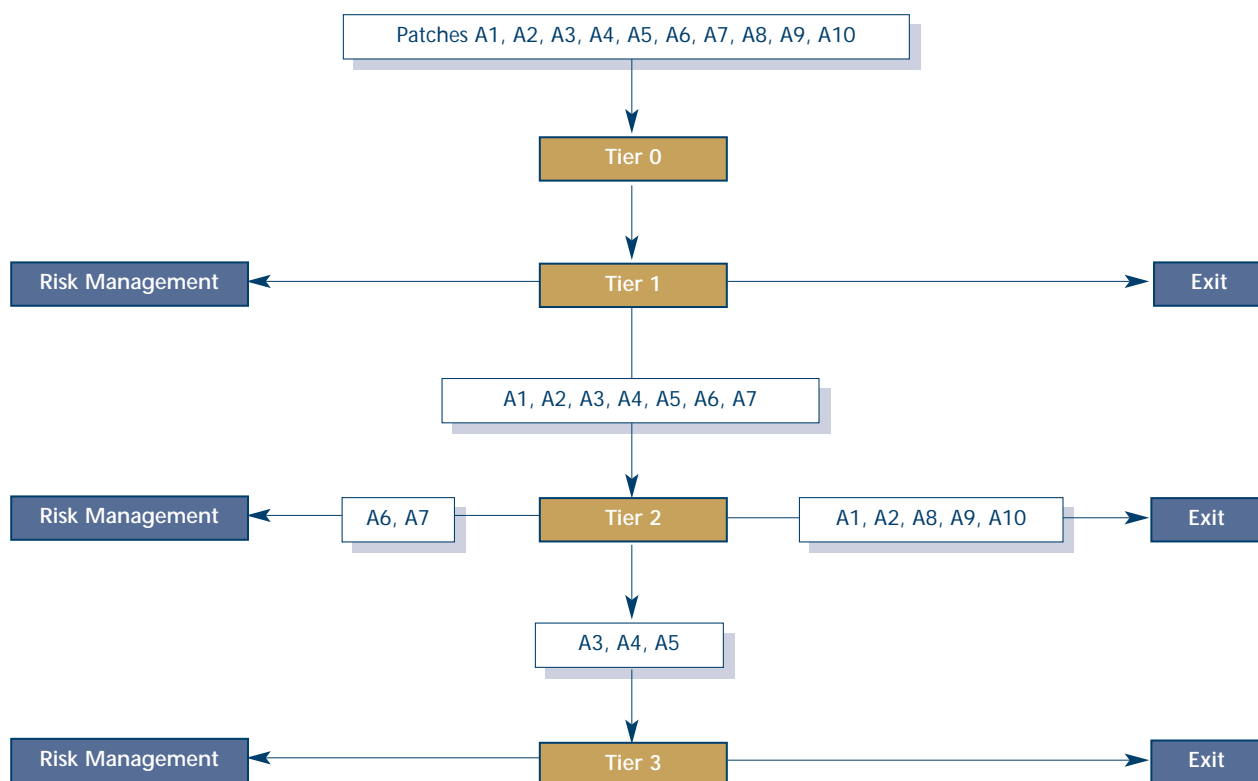 Patches A1, A2, A3, A4, A5, A6, A7, A8, A9, A10
Tier 0
Risk Management
Tier 1
Exit
A1, A2, A3, A4, A5, A6, A7
Risk Management
A6, A7
Tier 2
A1, A2, A8, A9, A10
Exit
A3, A4, A5
Risk Management
Tier 3
Exit